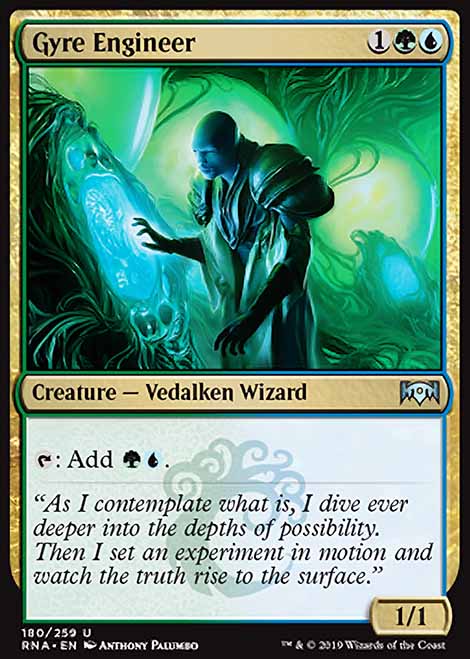 Gyre Engineer 1
Creature — Vedalken Wizard
: Add .
“As I contemplate what is, I dive ever
deeper into the depths of possibility.
Then I set an experiment in motion and
watch the truth rise to the surface.”
1/1
180/259 U
RNA • EN Anthony Palumbo ™ & © 2019 Wizards of the Coast